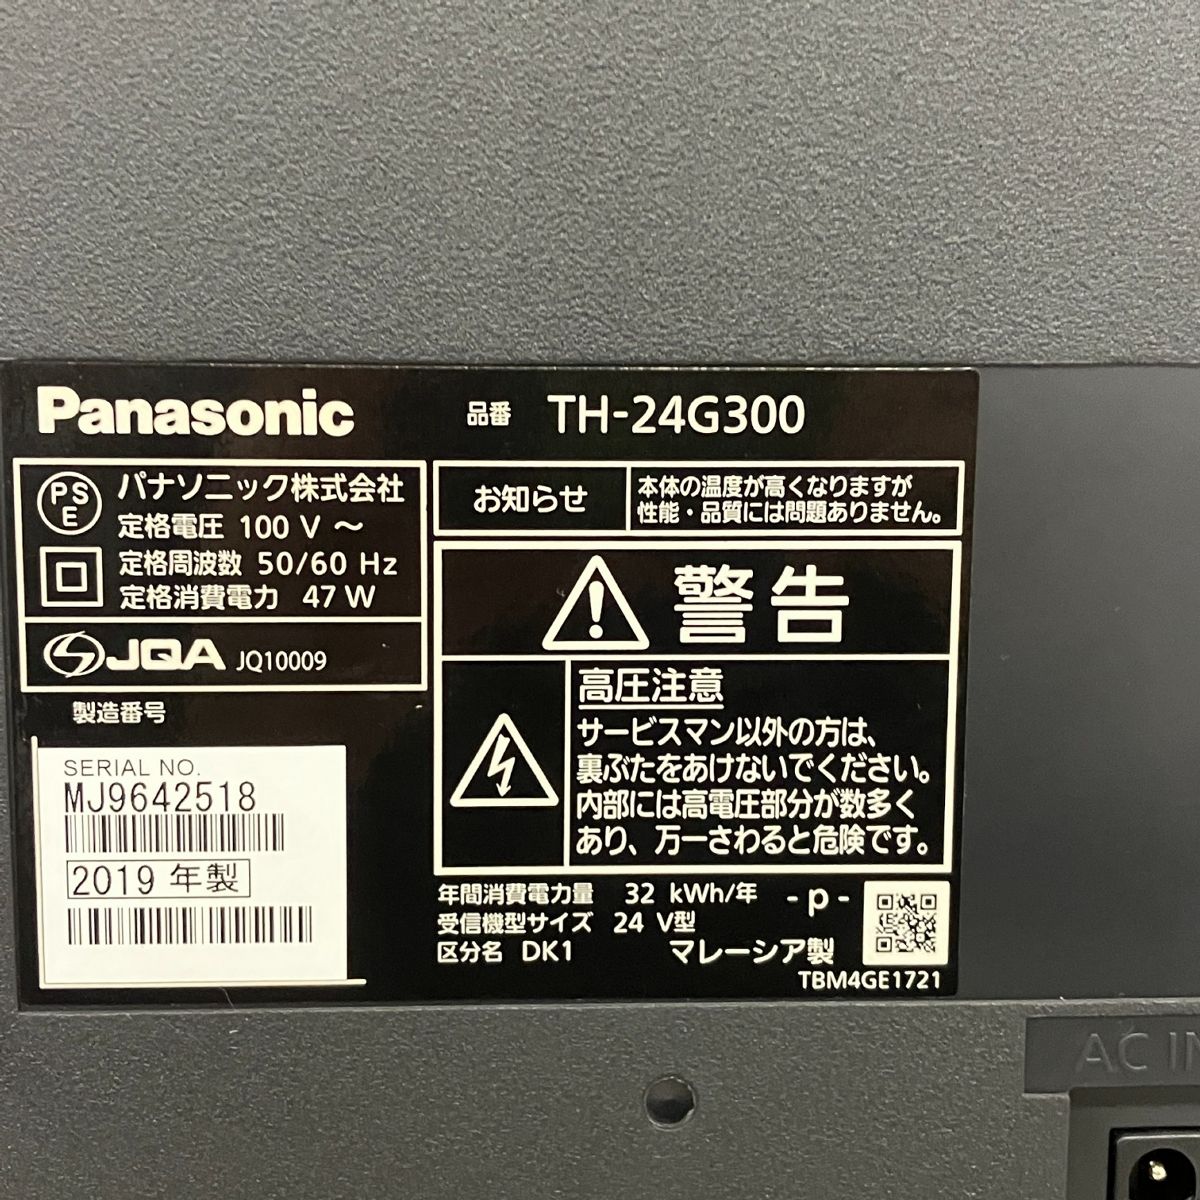 Panasonic 品番 TH-24G300
PS
E
パナソニック株式会社
定格電圧 100 V ～
定格周波数 50/60 Hz
定格消費電力 47 W
JQA JQ10009
製造番号
SERIAL NO.
MJ9642518
2019 年製
お知らせ
本体の温度が高くなりますが
性能・品質には問題ありません。
警告
高圧注意
サービスマン以外の方は、
裏ぶたをあけないでください。
内部には高電圧部分が数多く
あり、万一さわると危険です。
年間消費電力量 32 kWh/年 -p-
受信機型サイズ 24 V型
区分名 DK1 マレーシア製
TBM4GE1721
AC IN